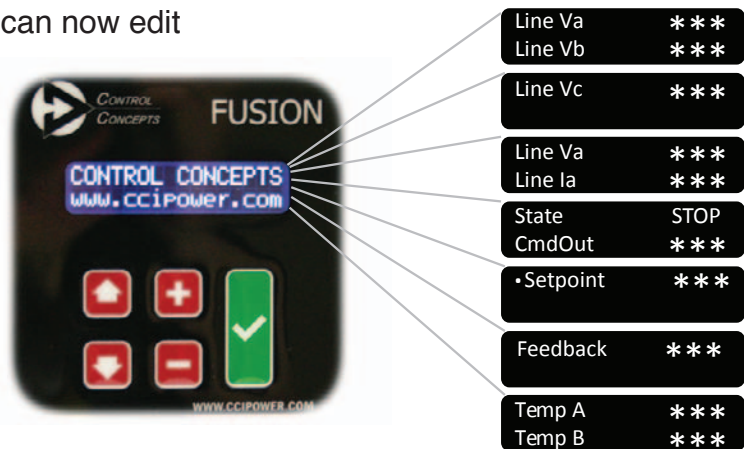 can now edit
CONTROL
CONCEPTS
FUSION
CONTROL CONCEPTS
www.ccipower.com
WWW.CCIPOWER.COM
Line Va ***
Line Vb ***
Line Vc ***
Line Va ***
Line Ia ***
State STOP
CmdOut ***
•Setpoint ***
Feedback ***
Temp A ***
Temp B ***